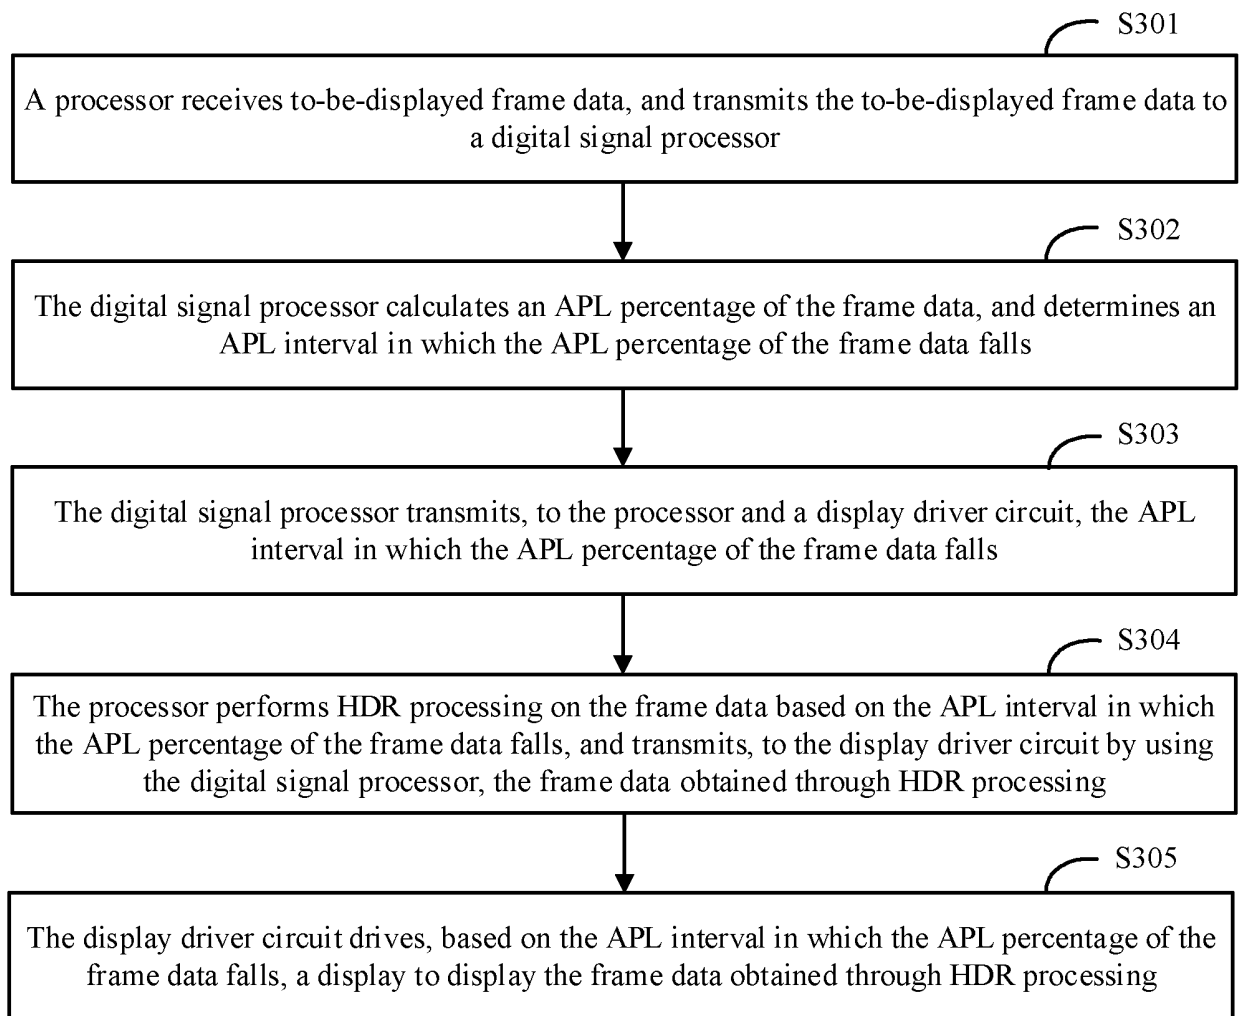 S301
A processor receives to-be-displayed frame data, and transmits the to-be-displayed frame data to
a digital signal processor
S302
The digital signal processor calculates an APL percentage of the frame data, and determines an
APL interval in which the APL percentage of the frame data falls
S303
The digital signal processor transmits, to the processor and a display driver circuit, the APL
interval in which the APL percentage of the frame data falls
S304
The processor performs HDR processing on the frame data based on the APL interval in which
the APL percentage of the frame data falls, and transmits, to the display driver circuit by using
the digital signal processor, the frame data obtained through HDR processing
S305
The display driver circuit drives, based on the APL interval in which the APL percentage of the
frame data falls, a display to display the frame data obtained through HDR processing